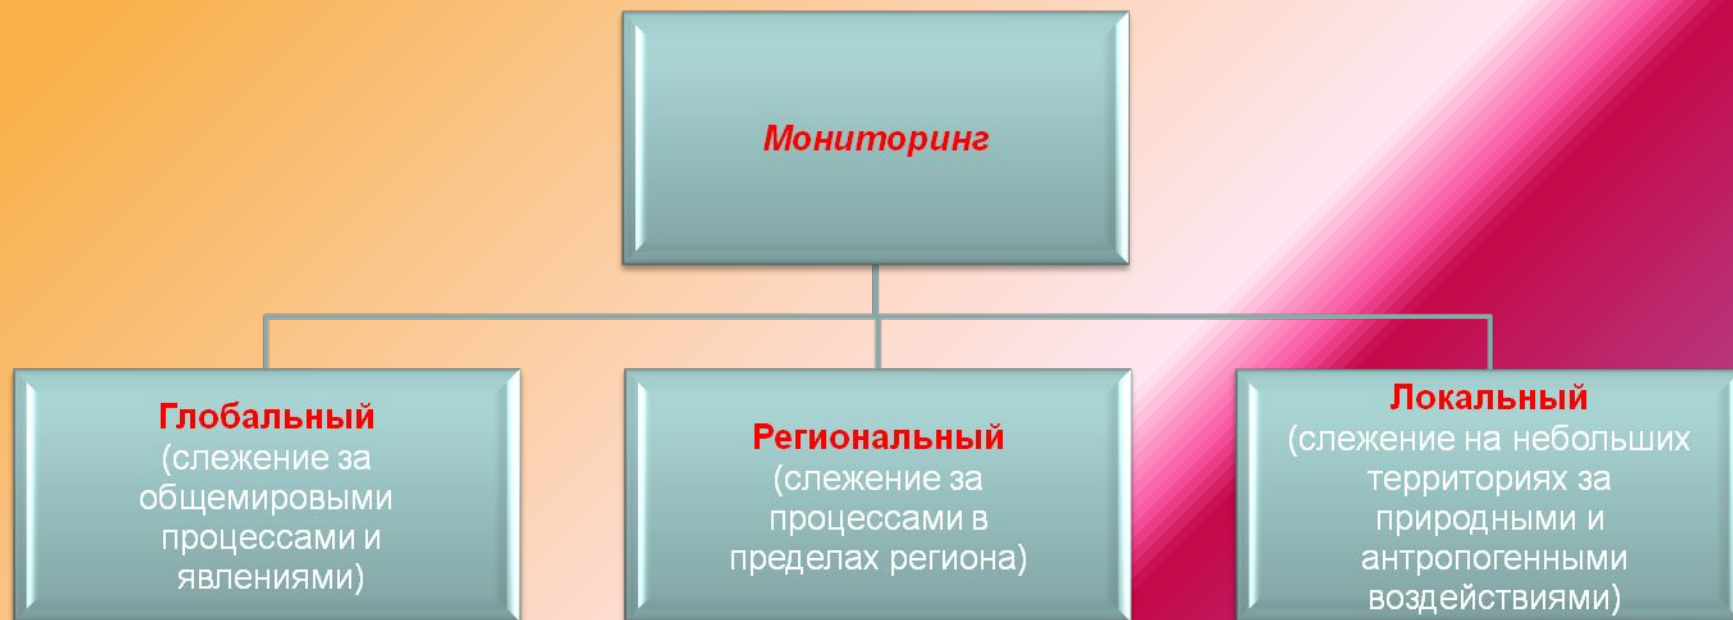 Мониторинг
Глобальный
(слежение за
общемировыми
процессами и
явлениями)
Региональный
(слежение за
процессами в
пределах региона)
Локальный
(слежение на небольших
территориях за
природными и
антропогенными
воздействиями)